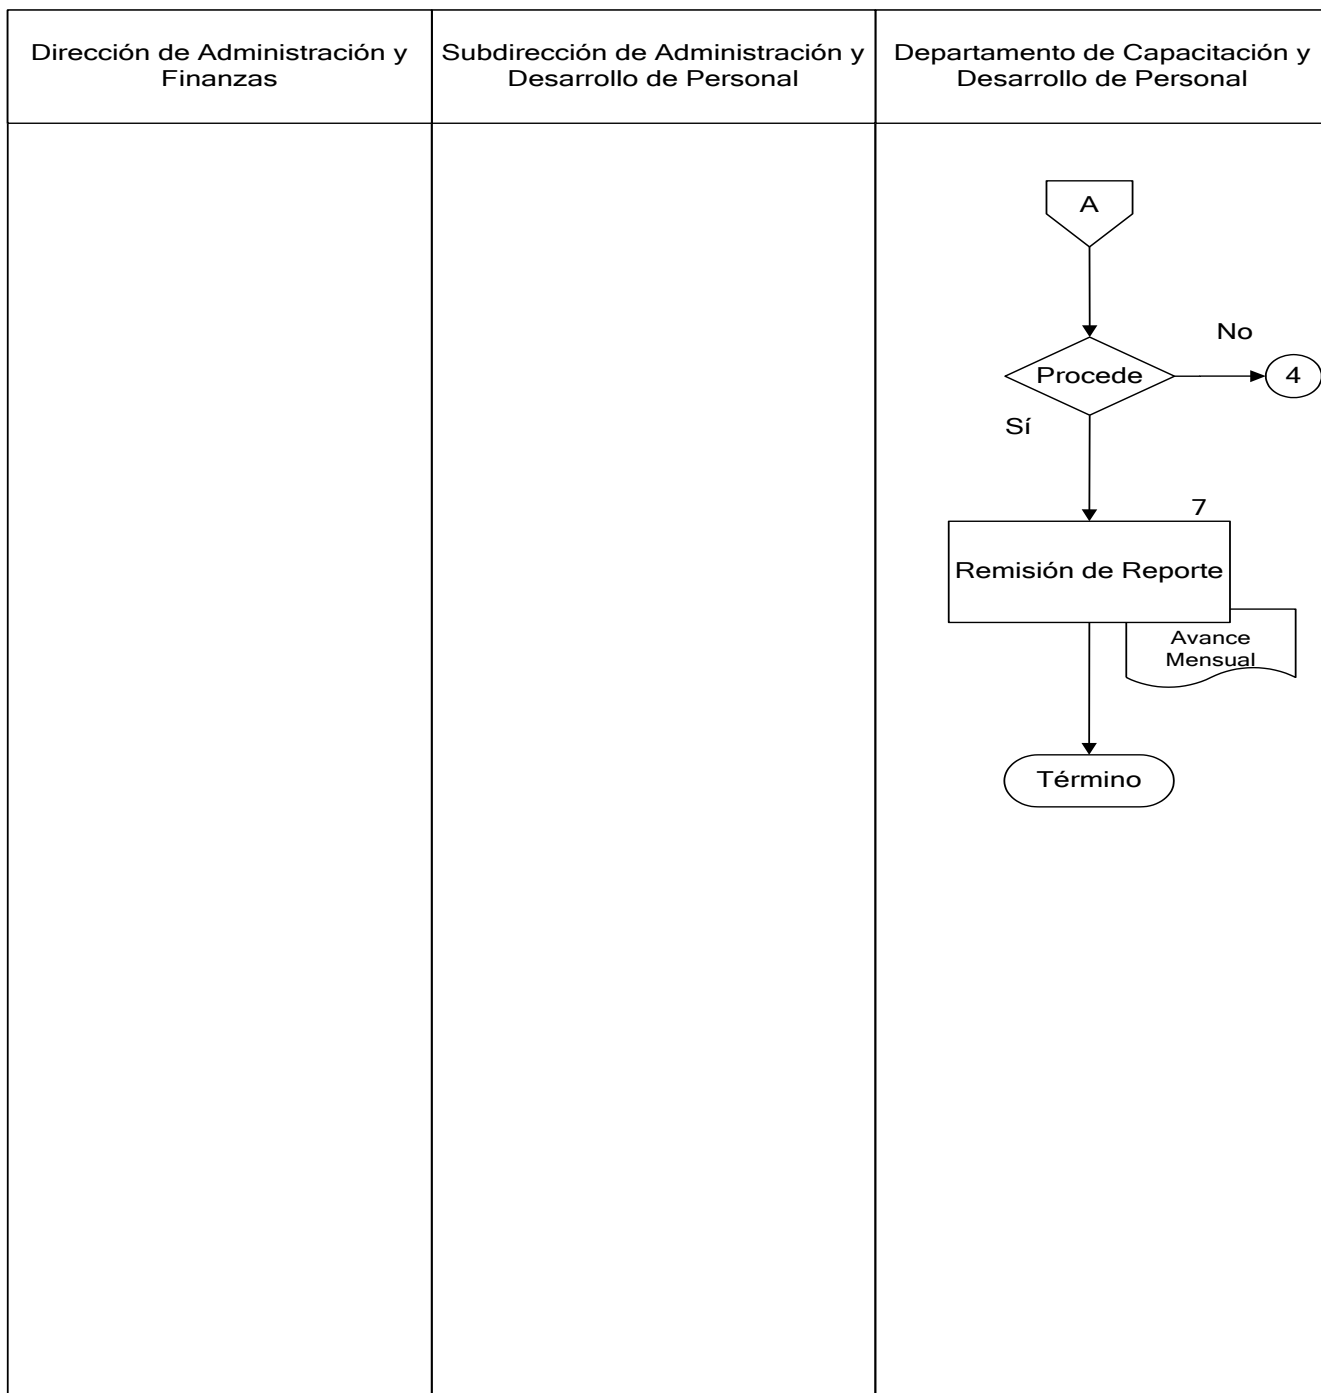 Dirección de Administración y
Finanzas
Subdirección de Administración y
Desarrollo de Personal
Departamento de Capacitación y
Desarrollo de Personal
A
No
Procede
4
Sí
7
Remisión de Reporte
Avance
Mensual
Término